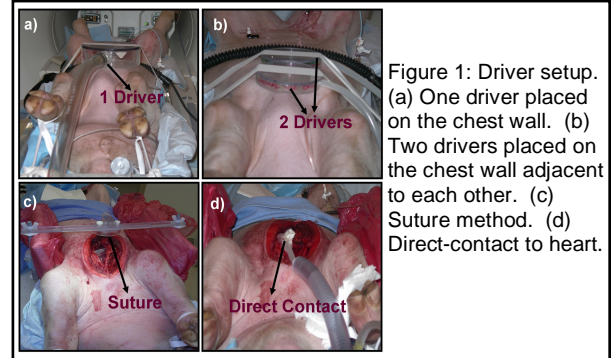 a)
1 Driver
b)
2 Drivers
c)
Suture
d)
Direct Contact
Figure 1: Driver setup.
(a) One driver placed
on the chest wall.  (b)
Two drivers placed on
the chest wall adjacent
to each other.  (c)
Suture method.  (d)
Direct-contact to heart.